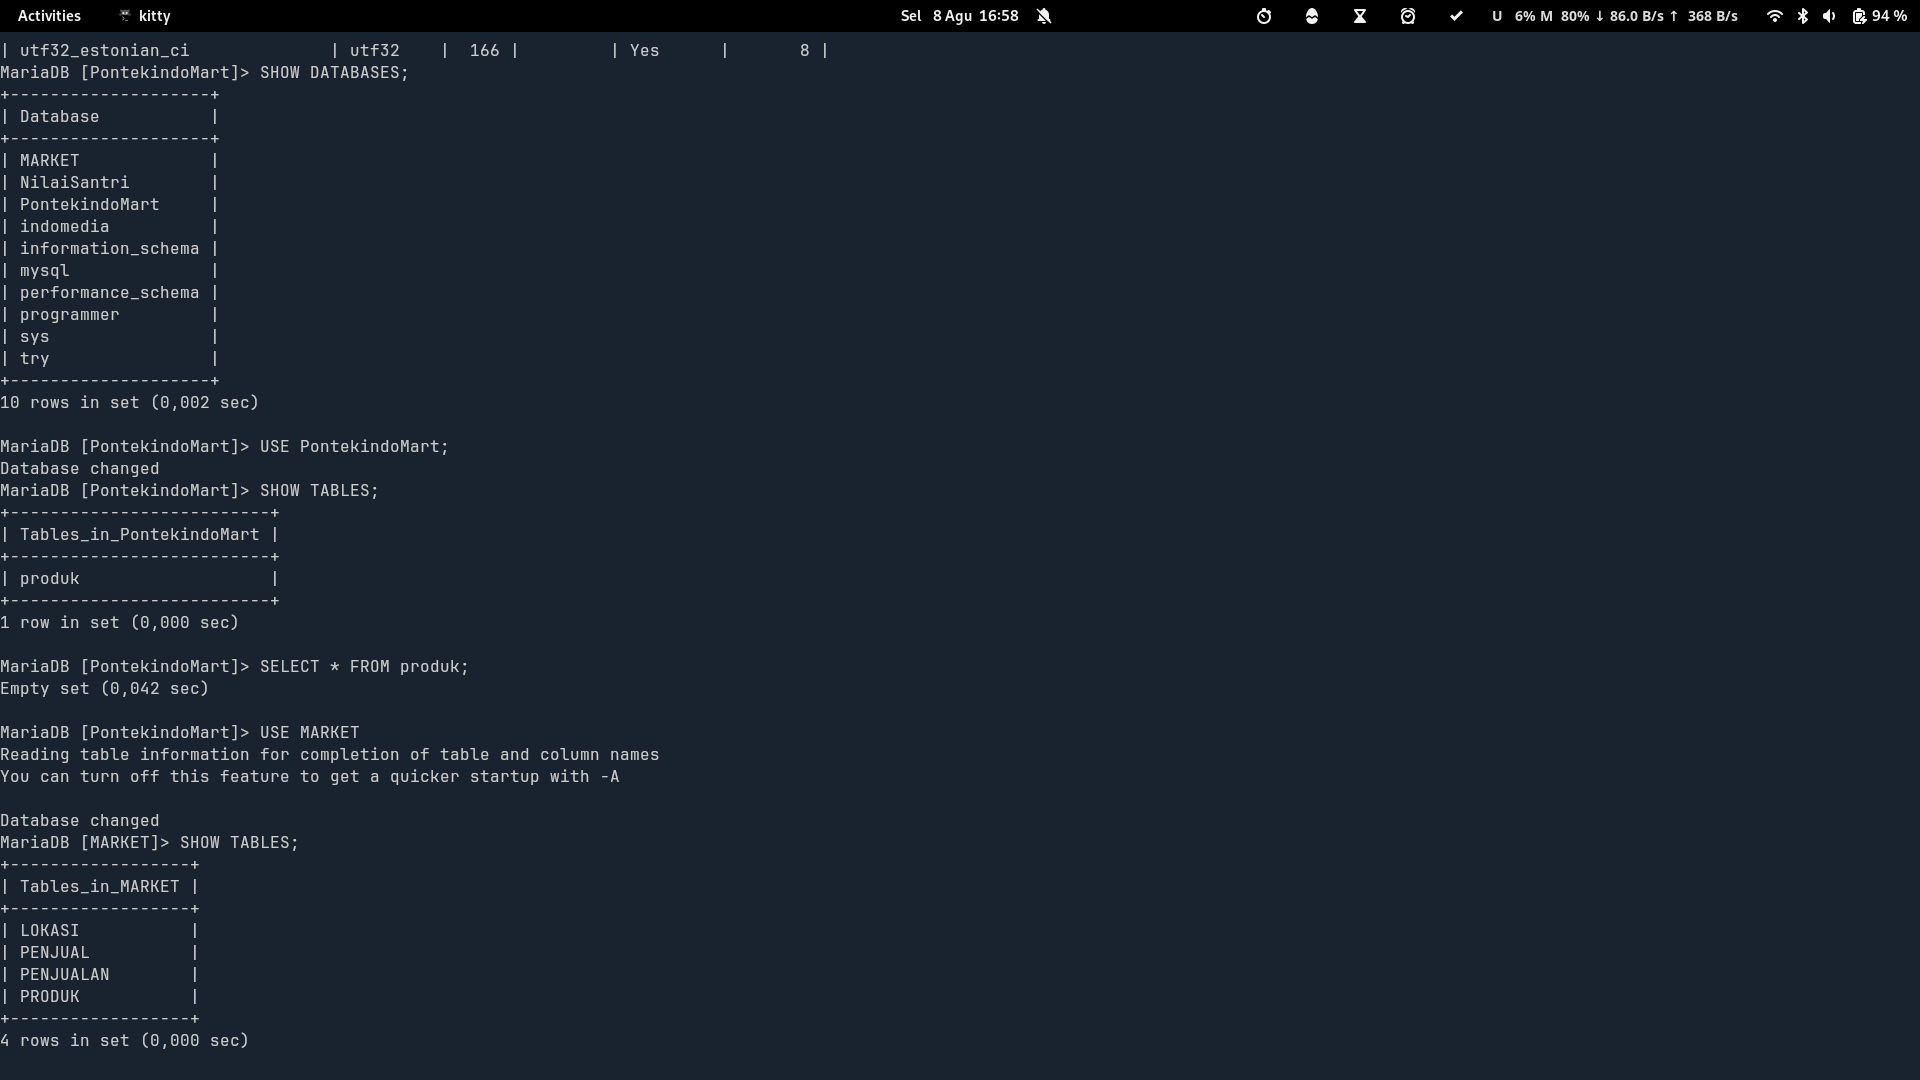 Activities kitty Sel 8 Agu 16:58 U 6% M 80% ↓ 86.0 B/s ↑ 368 B/s 94 %
| utf32_estonian_ci              | utf32    |  166 |         | Yes      |       8 |
MariaDB [PontekindoMart]> SHOW DATABASES;
+--------------------+
| Database           |
+--------------------+
| MARKET             |
| NilaiSantri        |
| PontekindoMart     |
| indomedia          |
| information_schema |
| mysql              |
| performance_schema |
| programmer         |
| sys                |
| try                |
+--------------------+
10 rows in set (0,002 sec)

MariaDB [PontekindoMart]> USE PontekindoMart;
Database changed
MariaDB [PontekindoMart]> SHOW TABLES;
+--------------------------+
| Tables_in_PontekindoMart |
+--------------------------+
| produk                   |
+--------------------------+
1 row in set (0,000 sec)

MariaDB [PontekindoMart]> SELECT * FROM produk;
Empty set (0,042 sec)

MariaDB [PontekindoMart]> USE MARKET
Reading table information for completion of table and column names
You can turn off this feature to get a quicker startup with -A

Database changed
MariaDB [MARKET]> SHOW TABLES;
+------------------+
| Tables_in_MARKET |
+------------------+
| LOKASI           |
| PENJUAL          |
| PENJUALAN        |
| PRODUK           |
+------------------+
4 rows in set (0,000 sec)